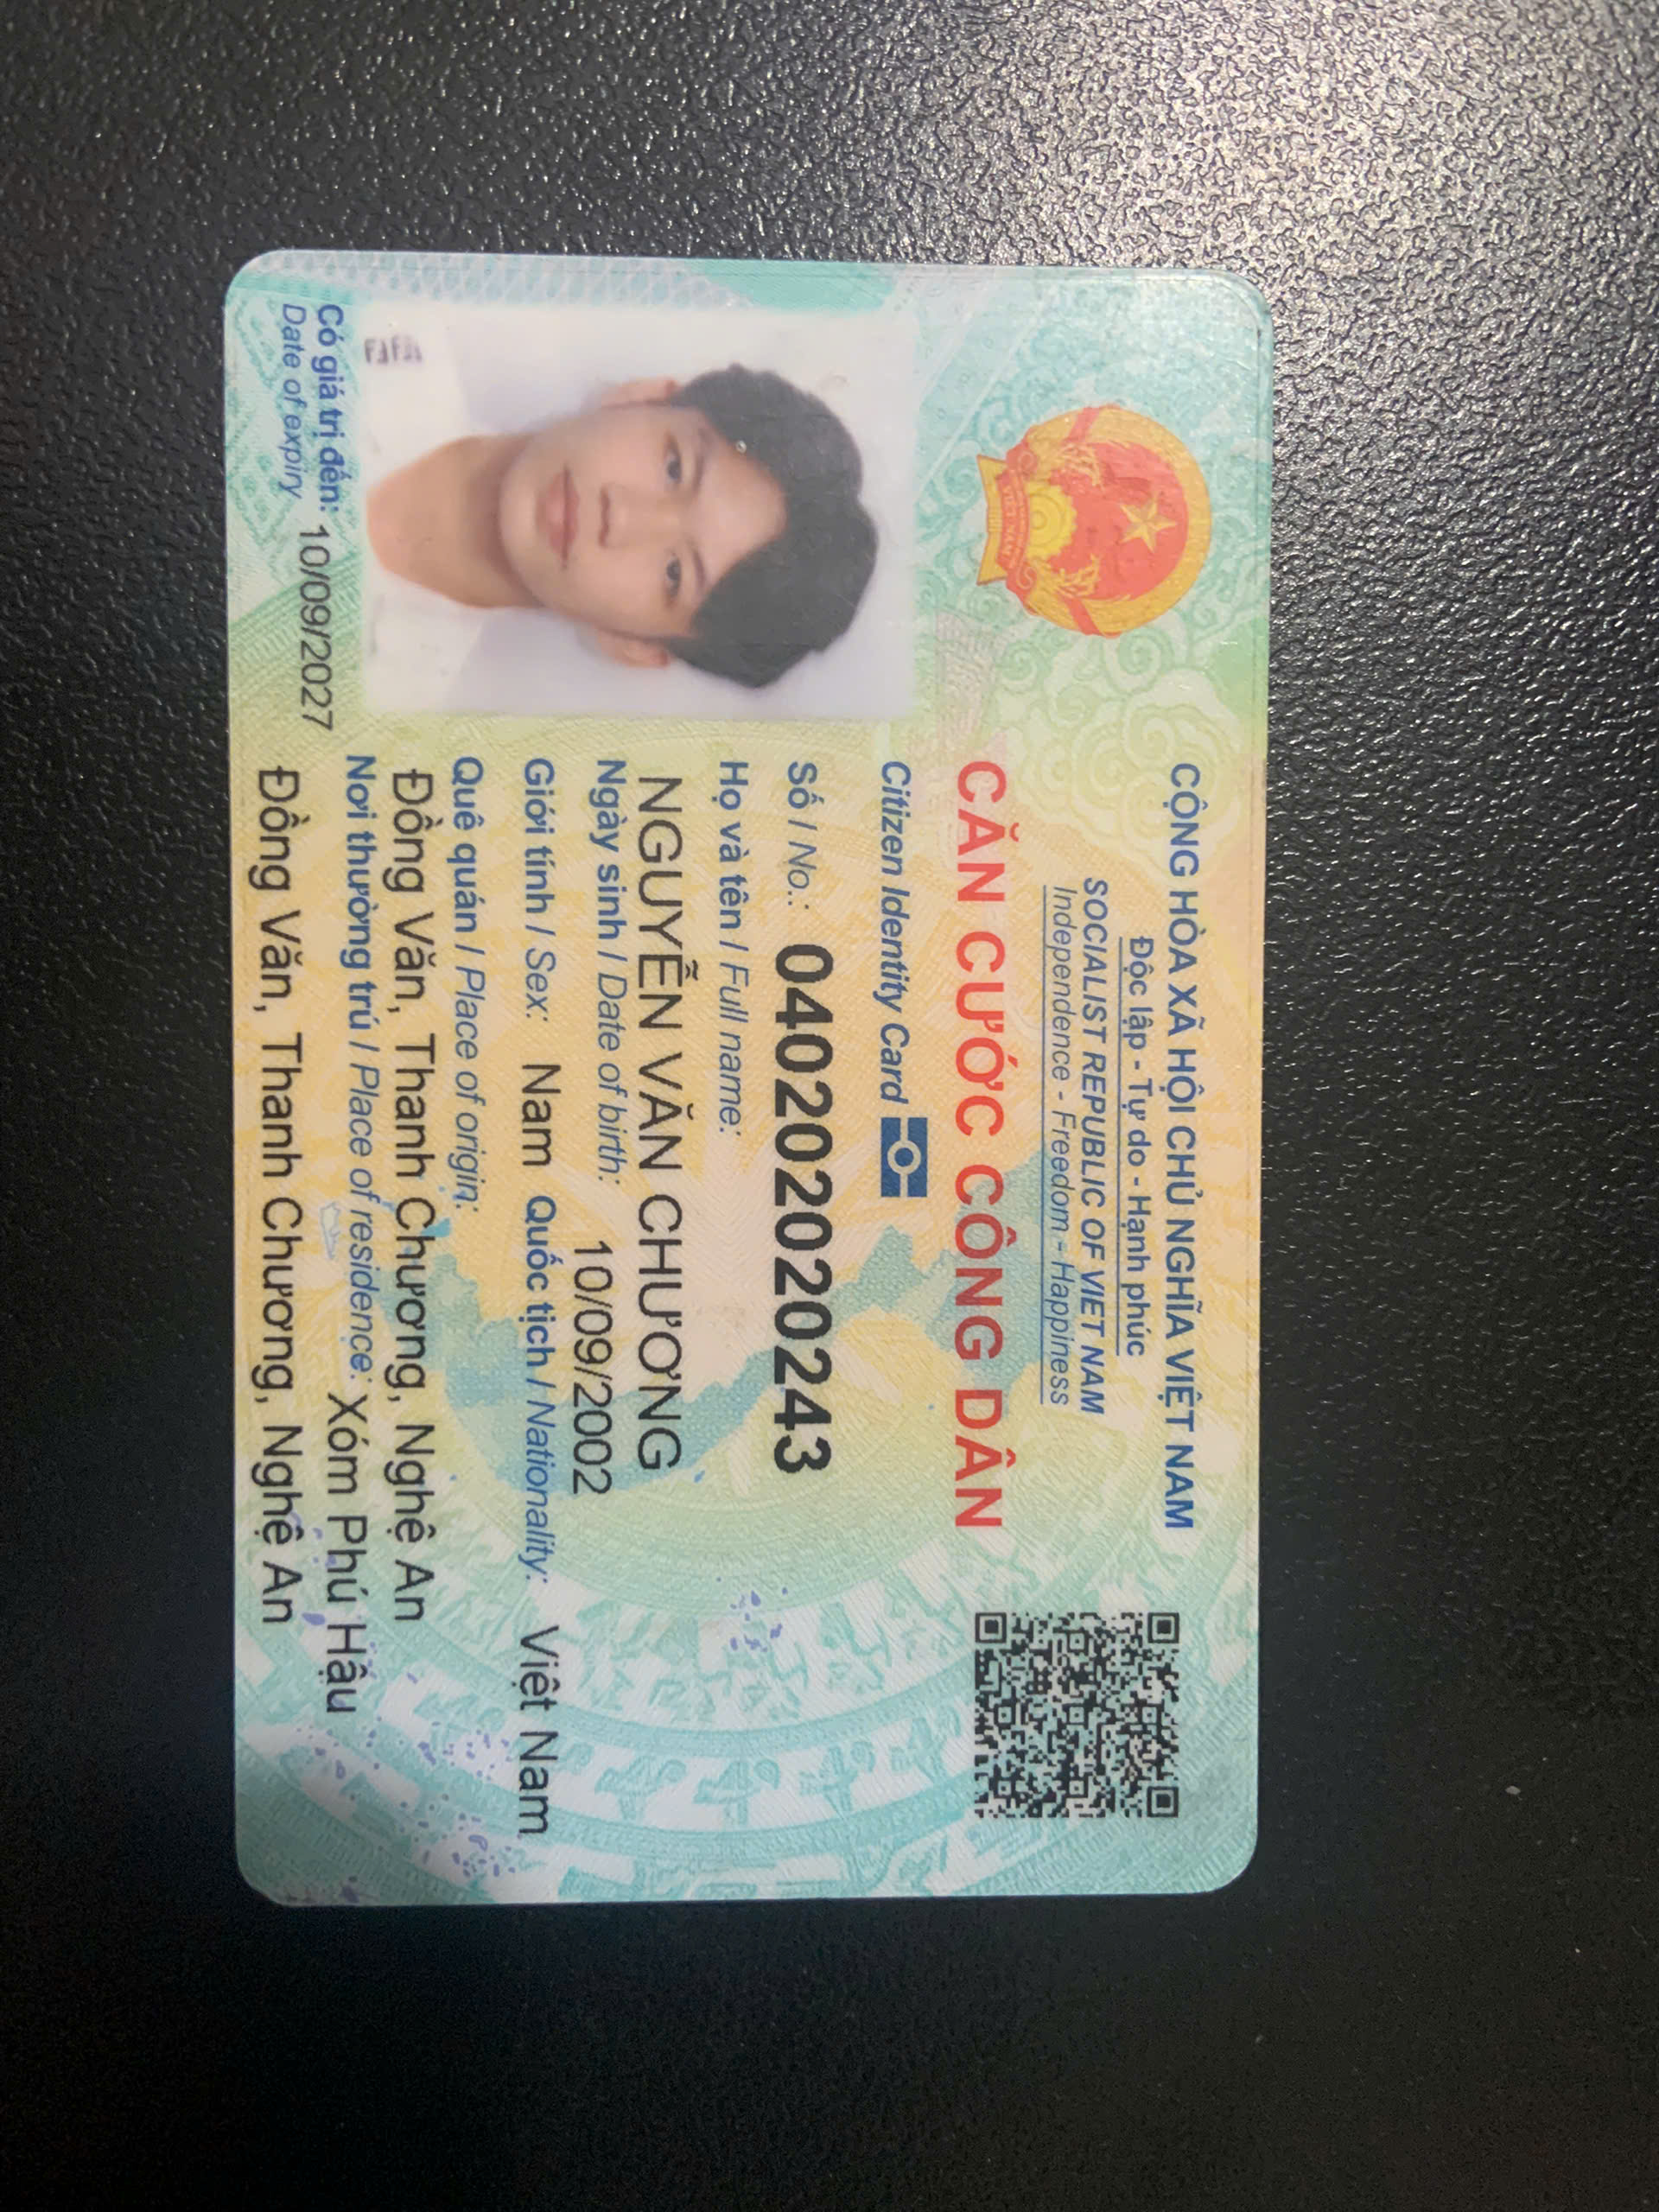 CỘNG HÒA XÃ HỘI CHỦ NGHĨA VIỆT NAM
Độc lập - Tự do - Hạnh phúc
SOCIALIST REPUBLIC OF VIET NAM
Independence - Freedom - Happiness
CĂN CƯỚC CÔNG DÂN
Citizen Identity Card
Số / No.: 040202020243
Họ và tên / Full name:
NGUYỄN VĂN CHƯƠNG
Ngày sinh / Date of birth: 10/09/2002
Giới tính / Sex: Nam Quốc tịch / Nationality: Việt Nam
Quê quán / Place of origin:
Đồng Văn, Thanh Chương, Nghệ An
Nơi thường trú / Place of residence: Xóm Phú Hậu
Đồng Văn, Thanh Chương, Nghệ An
Có giá trị đến: 10/09/2027
Date of expiry
VIỆT NAM